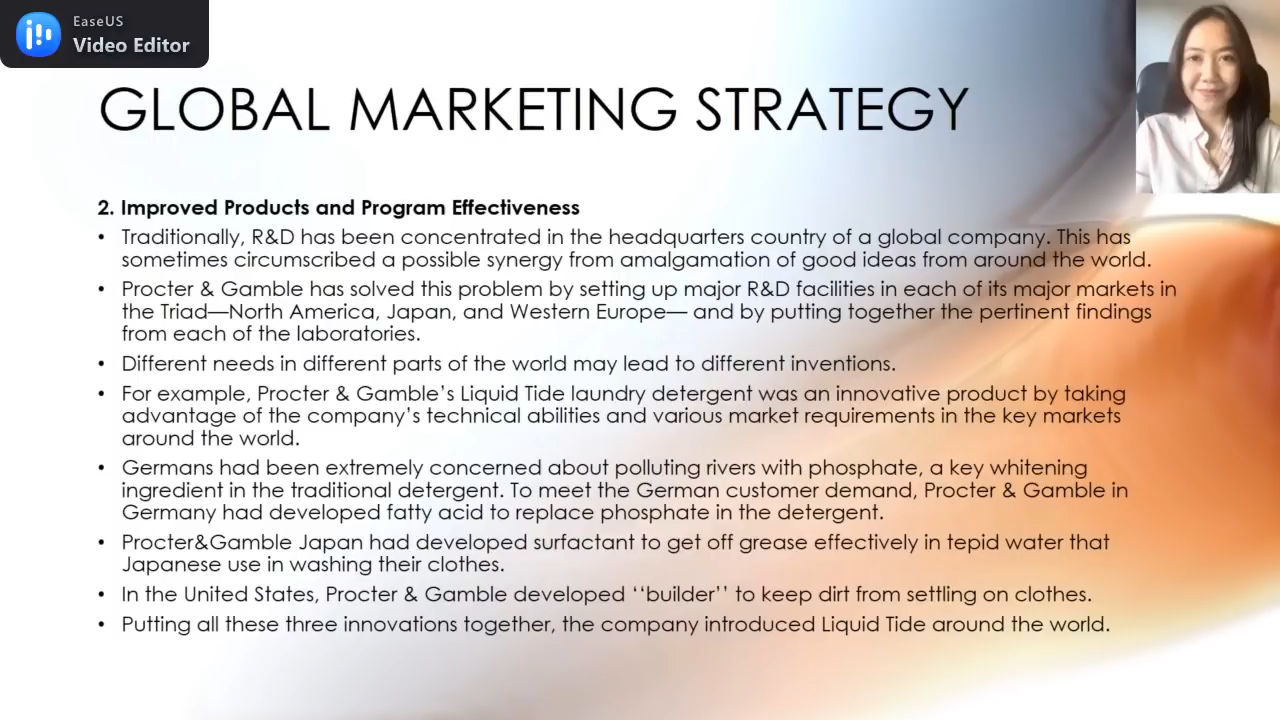 EaseUS
Video Editor
GLOBAL MARKETING STRATEGY
2. Improved Products and Program Effectiveness
• Traditionally, R&D has been concentrated in the headquarters country of a global company. This has
sometimes circumscribed a possible synergy from amalgamation of good ideas from around the world.
• Procter & Gamble has solved this problem by setting up major R&D facilities in each of its major markets in
the Triad—North America, Japan, and Western Europe— and by putting together the pertinent findings
from each of the laboratories.
• Different needs in different parts of the world may lead to different inventions.
• For example, Procter & Gamble’s Liquid Tide laundry detergent was an innovative product by taking
advantage of the company’s technical abilities and various market requirements in the key markets
around the world.
• Germans had been extremely concerned about polluting rivers with phosphate, a key whitening
ingredient in the traditional detergent. To meet the German customer demand, Procter & Gamble in
Germany had developed fatty acid to replace phosphate in the detergent.
• Procter&Gamble Japan had developed surfactant to get off grease effectively in tepid water that
Japanese use in washing their clothes.
• In the United States, Procter & Gamble developed ‘‘builder’’ to keep dirt from settling on clothes.
• Putting all these three innovations together, the company introduced Liquid Tide around the world.